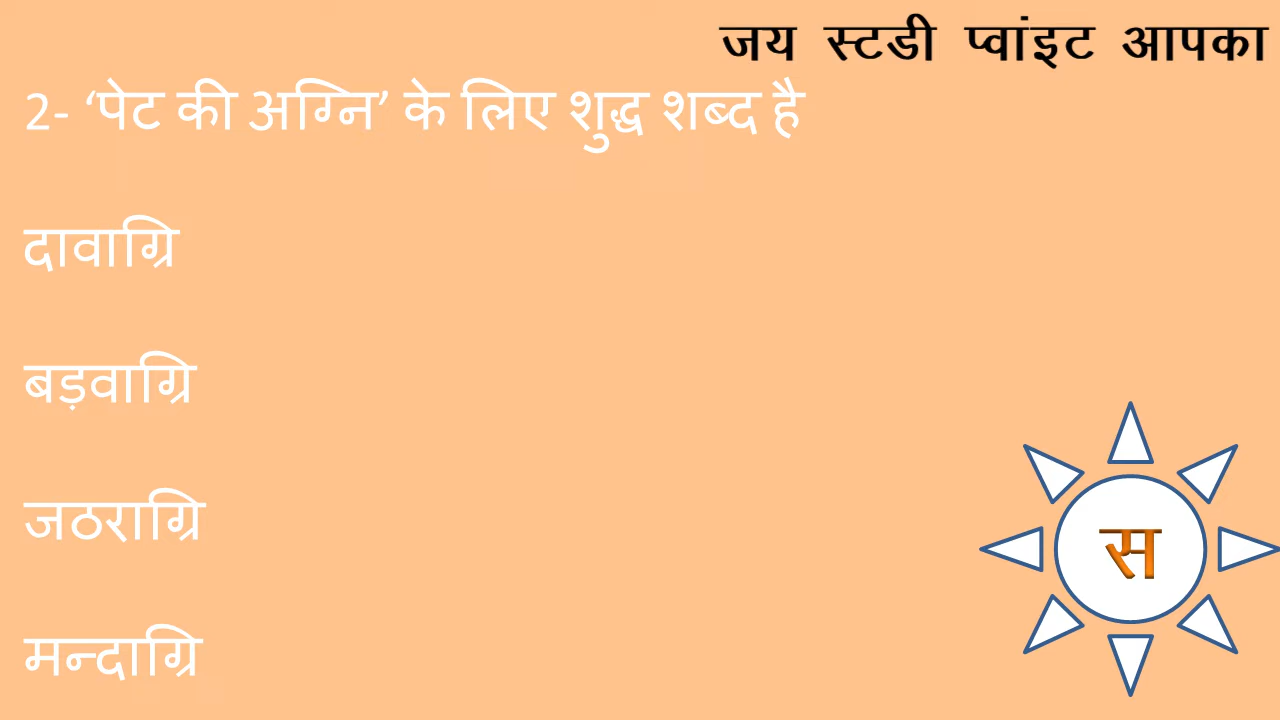 जय स्टडी प्वांइट आपका
2- ‘पेट की अग्नि’ के लिए शुद्ध शब्द है
दावाग्रि
बड़वाग्रि
जठराग्रि
मन्दाग्रि
स